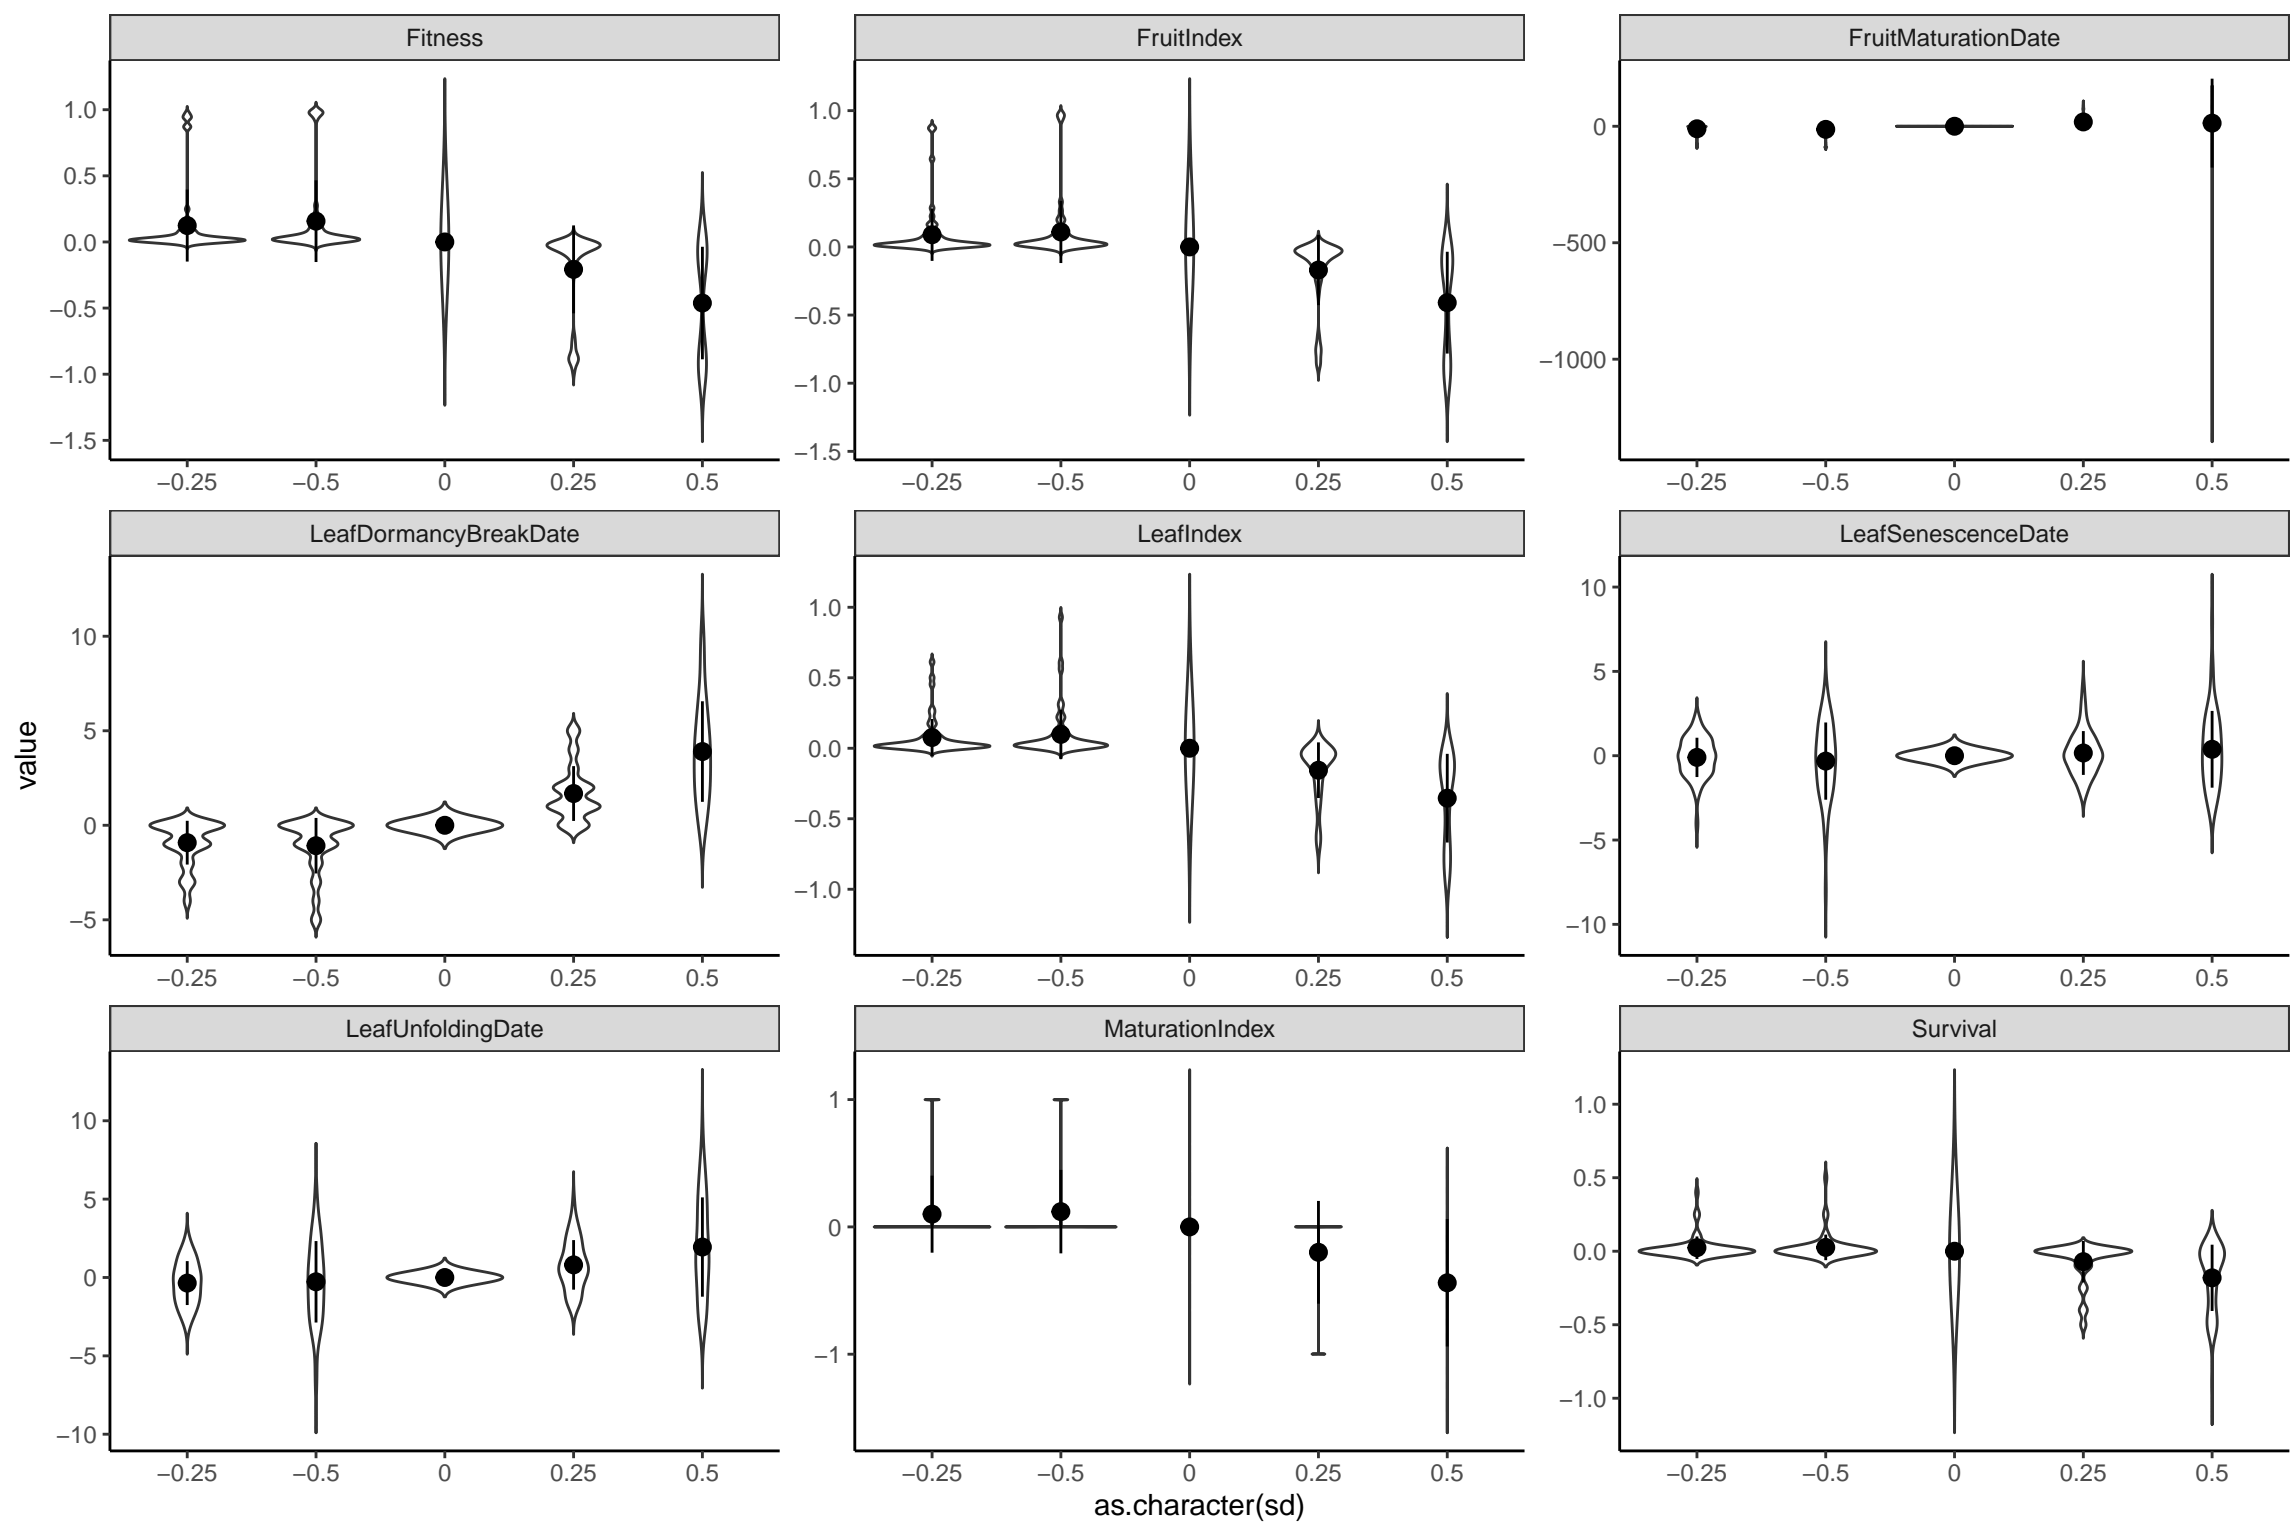 Fitness
FruitIndex
FruitMaturationDate
1.0
0.5
0.0
−0.5
−1.0
−1.5
−0.25 −0.5 0 0.25 0.5
1.0
0.5
0.0
−0.5
−1.0
−1.5
−0.25 −0.5 0 0.25 0.5
0
−500
−1000
−0.25 −0.5 0 0.25 0.5
LeafDormancyBreakDate
LeafIndex
LeafSenescenceDate
value
10
5
0
−5
−0.25 −0.5 0 0.25 0.5
1.0
0.5
0.0
−0.5
−1.0
−0.25 −0.5 0 0.25 0.5
10
5
0
−5
−10
−0.25 −0.5 0 0.25 0.5
LeafUnfoldingDate
MaturationIndex
Survival
10
5
0
−5
−10
−0.25 −0.5 0 0.25 0.5
1
0
−1
−0.25 −0.5 0 0.25 0.5
1.0
0.5
0.0
−0.5
−1.0
−0.25 −0.5 0 0.25 0.5
as.character(sd)